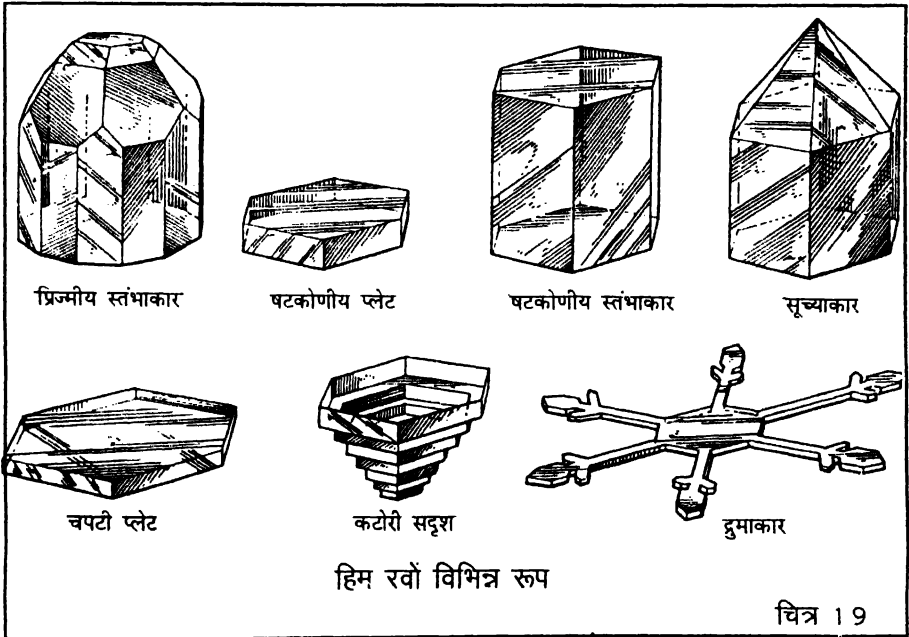 प्रिज्मीय स्तंभाकार
षटकोणीय प्लेट
षटकोणीय स्तंभाकार
सूच्याकार
चपटी प्लेट
कटोरी सदृश
द्रुमाकार
हिम रवों विभिन्न रूप
चित्र 19